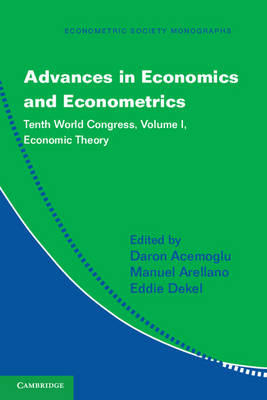 ECONOMETRIC SOCIETY MONOGRAPHS
Advances in Economics
and Econometrics
Tenth World Congress, Volume I,
Economic Theory
Edited by
Daron Acemoglu
Manuel Arellano
Eddie Dekel
CAMBRIDGE